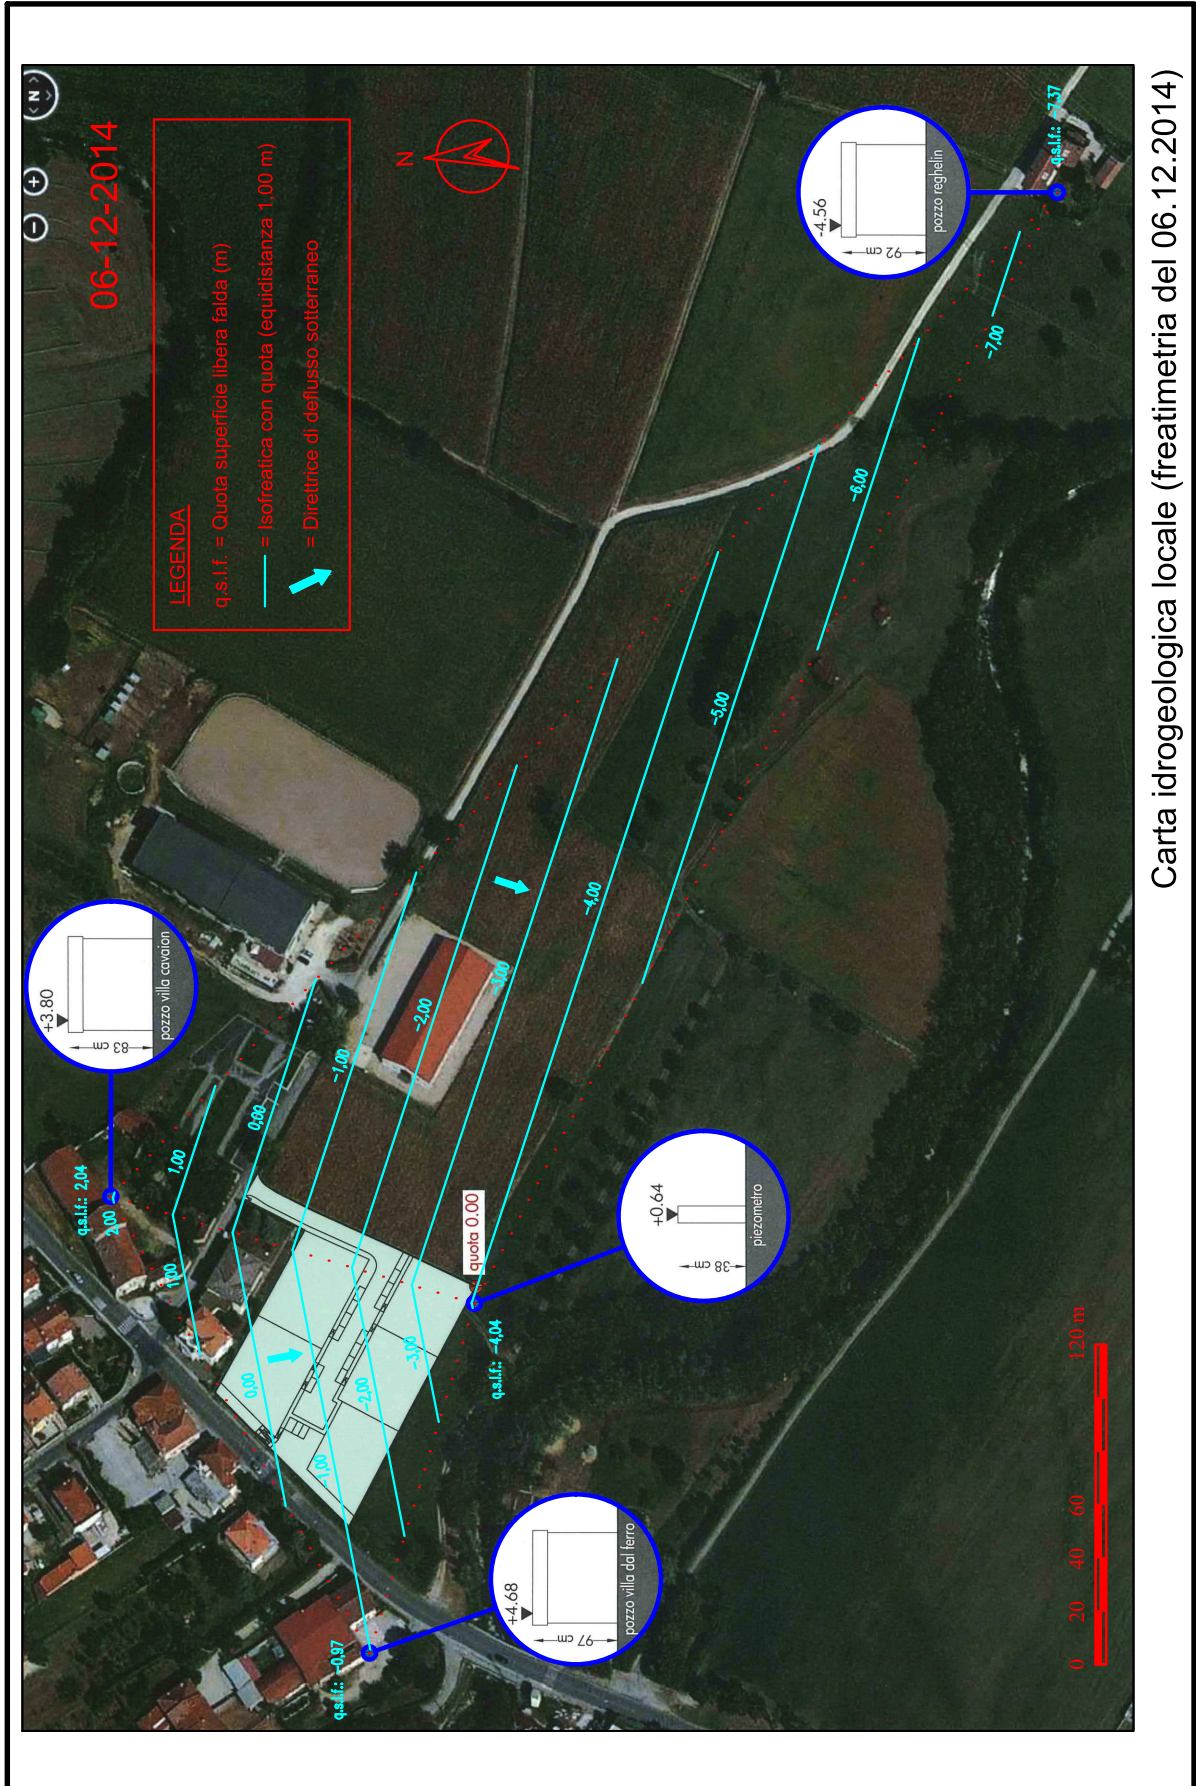 06-12-2014
LEGENDA
q.s.l.f. = Quota superficie libera falda (m)
= Isofreatica con quota (equidistanza 1,00 m)
= Direttrice di deflusso sotterraneo
N
N
+3.80
83 cm
pozzo villa cavaion
q.s.l.f.: 2,04
2,00
1,00
1,00
0,00
0,00
-1,00
-1,00
-2,00
-2,00
-3,00
-3,00
-4,00
-5,00
-6,00
-7,00
-4.56
92 cm
pozzo reghelin
q.s.l.f.: -7,37
quota 0.00
q.s.l.f.: -4,04
+0.64
38 cm
piezometro
q.s.l.f.: -0,97
+4.68
97 cm
pozzo villa dal ferro
0 20 40 60 120 m
Carta idrogeologica locale (freatimetria del 06.12.2014)